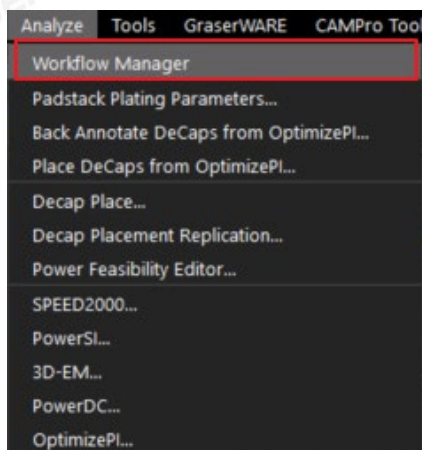 Analyze Tools GraserWARE CAMPro Tool
Workflow Manager
Padstack Plating Parameters...
Back Annotate DeCaps from OptimizePI...
Place DeCaps from OptimizePI...
Decap Place...
Decap Placement Replication...
Power Feasibility Editor...
SPEED2000...
PowerSI...
3D-EM...
PowerDC...
OptimizePI...